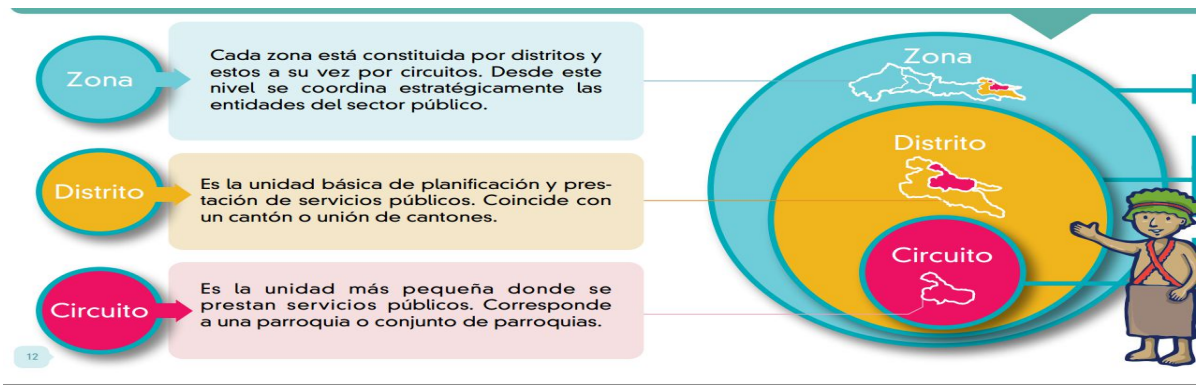 Zona
Cada zona está constituida por distritos y
estos a su vez por circuitos. Desde este
nivel se coordina estratégicamente las
entidades del sector público.
Distrito
Es la unidad básica de planificación y pres-
tación de servicios públicos. Coincide con
un cantón o unión de cantones.
Circuito
Es la unidad más pequeña donde se
prestan servicios públicos. Corresponde
a una parroquia o conjunto de parroquias.
12
Zona
Distrito
Circuito